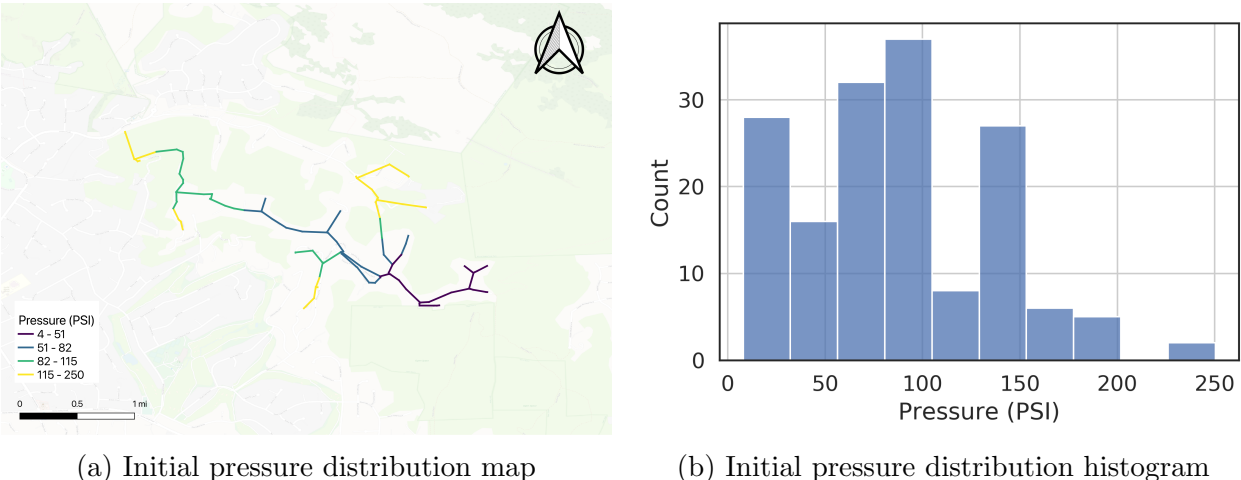 Pressure (PSI)
4 - 51
51 - 82
82 - 115
115 - 250
0 0.5 1 mi
30
20
10
0
Count
0 50 100 150 200 250
Pressure (PSI)
(a) Initial pressure distribution map
(b) Initial pressure distribution histogram